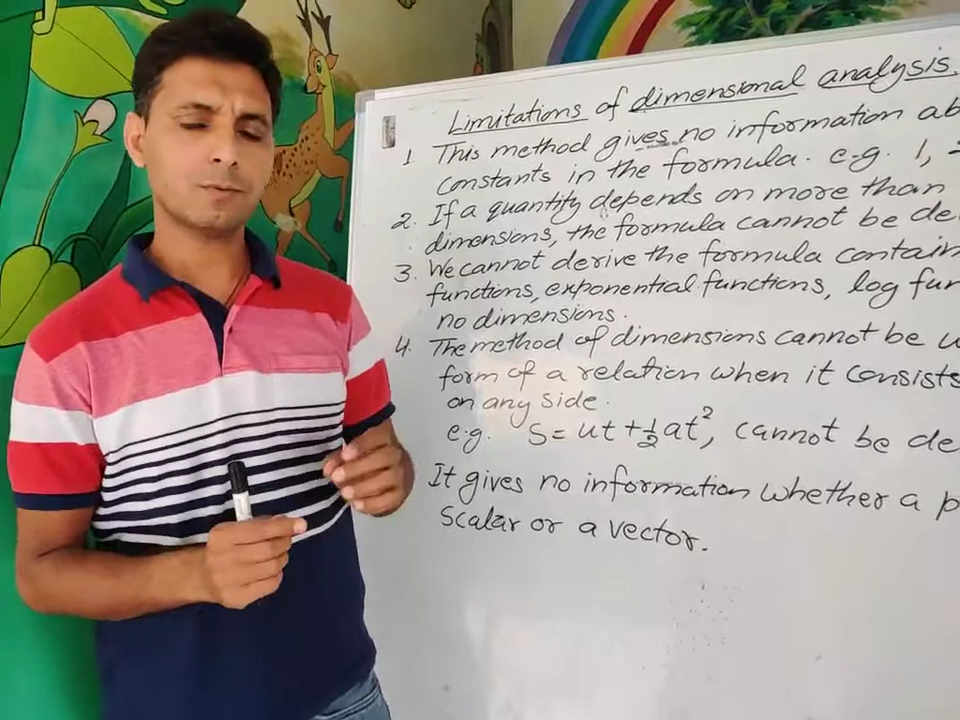 Limitations of dimensional analysis.
1. This method gives no information ab
constants in the formula. e.g. 1,
2. If a quantity depends on more than
dimensions, the formula cannot be de
3. We cannot derive the formula contain
functions, exponential functions, log fun
no dimensions.
4. The method of dimensions cannot be u
form of a relation when it consists
on any side.
e.g. S = ut + 1/2 at², cannot be de
It gives no information whether a p
scalar or a vector.